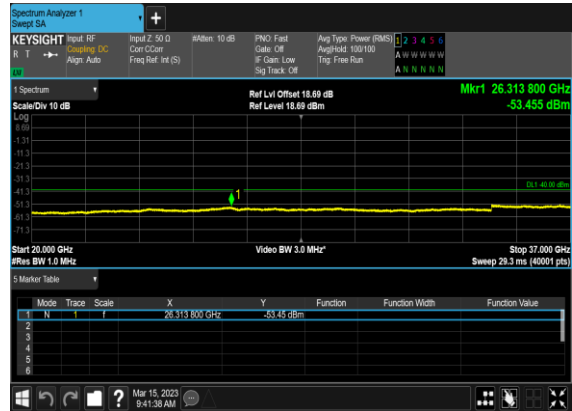 Spectrum Analyzer 1
Swept SA
+
KEYSIGHT Input: RF Input Z: 50 Ω #Atten: 10 dB PNO: Fast Avg Type: Power (RMS) 1 2 3 4 5 6
R T Coupling: DC Corr CCorr Gate: Off Avg|Hold: 100/100 A W W W W W
Align: Auto Freq Ref: Int (S) IF Gain: Low Trig: Free Run
Sig Track: Off A N N N N N
1 Spectrum Ref Lvl Offset 18.69 dB Mkr1 26.313 800 GHz
Scale/Div 10 dB Ref Level 18.69 dBm -53.455 dBm
Log
8.69
-1.31
-11.3
-21.3
-31.3
DL1 -40.00 dBm
-41.3
1
-51.3
-61.3
-71.3
Start 20.000 GHz Video BW 3.0 MHz* Stop 37.000 GHz
#Res BW 1.0 MHz Sweep 29.3 ms (40001 pts)
5 Marker Table
Mode Trace Scale X Y Function Function Width Function Value
1 N 1 f 26.313 800 GHz -53.45 dBm
2
3
4
5
6
? Mar 15, 2023
9:41:38 AM